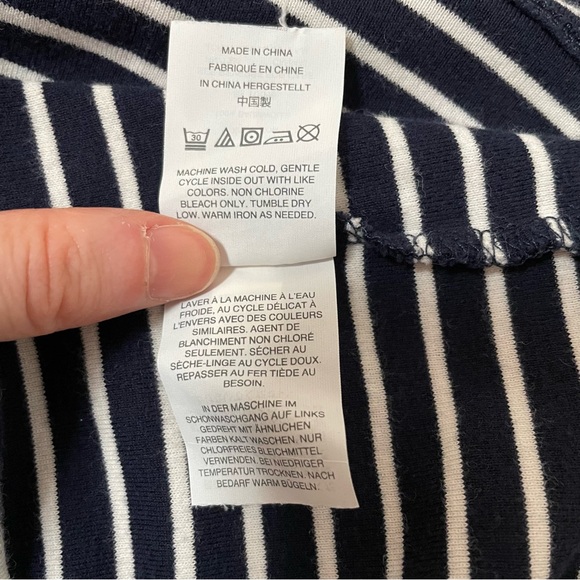 MADE IN CHINA
FABRIQUÉ EN CHINE
IN CHINA HERGESTELLT
中国製
30
MACHINE WASH COLD, GENTLE
CYCLE INSIDE OUT WITH LIKE
COLORS. NON CHLORINE
BLEACH ONLY. TUMBLE DRY
LOW. WARM IRON AS NEEDED.
LAVER À LA MACHINE À L'EAU
FROIDE, AU CYCLE DÉLICAT À
L'ENVERS AVEC DES COULEURS
SIMILAIRES. AGENT DE
BLANCHIMENT NON CHLORÉ
SEULEMENT. SÉCHER AU
SÈCHE-LINGE AU CYCLE DOUX.
REPASSER AU FER TIÈDE AU
BESOIN.
IN DER MASCHINE IM
SCHONWASCHGANG AUF LINKS
GEDREHT MIT ÄHNLICHEN
FARBEN KALT WASCHEN. NUR
CHLORFREIES BLEICHMITTEL
VERWENDEN. BEI NIEDRIGER
TEMPERATUR TROCKNEN. NACH
BEDARF WARM BÜGELN.